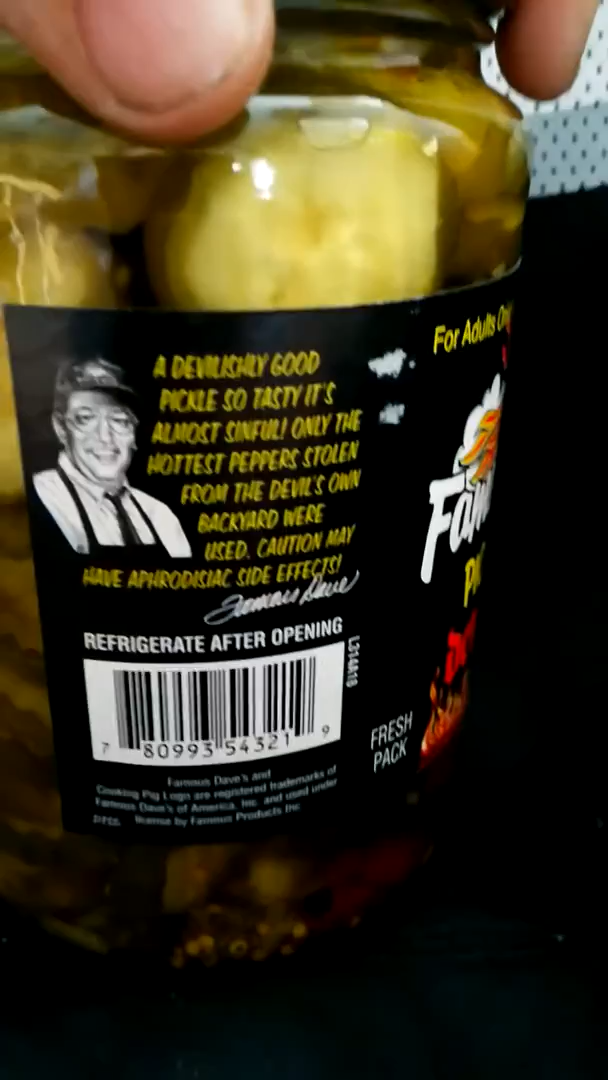 A DEVILISHLY GOOD
PICKLE SO TASTY IT'S
ALMOST SINFUL! ONLY THE
HOTTEST PEPPERS STOLEN
FROM THE DEVIL'S OWN
BACKYARD WERE
USED. CAUTION MAY
HAVE APHRODISIAC SIDE EFFECTS!
Famous Dave
REFRIGERATE AFTER OPENING
L314A18
7 80993 54321 9
Famous Dave's and
Cooking Pig Logo are registered trademarks of
Famous Dave's of America, Inc. and used under
license by Famous Products Inc.
For Adults On
Fam
FRESH
PACK